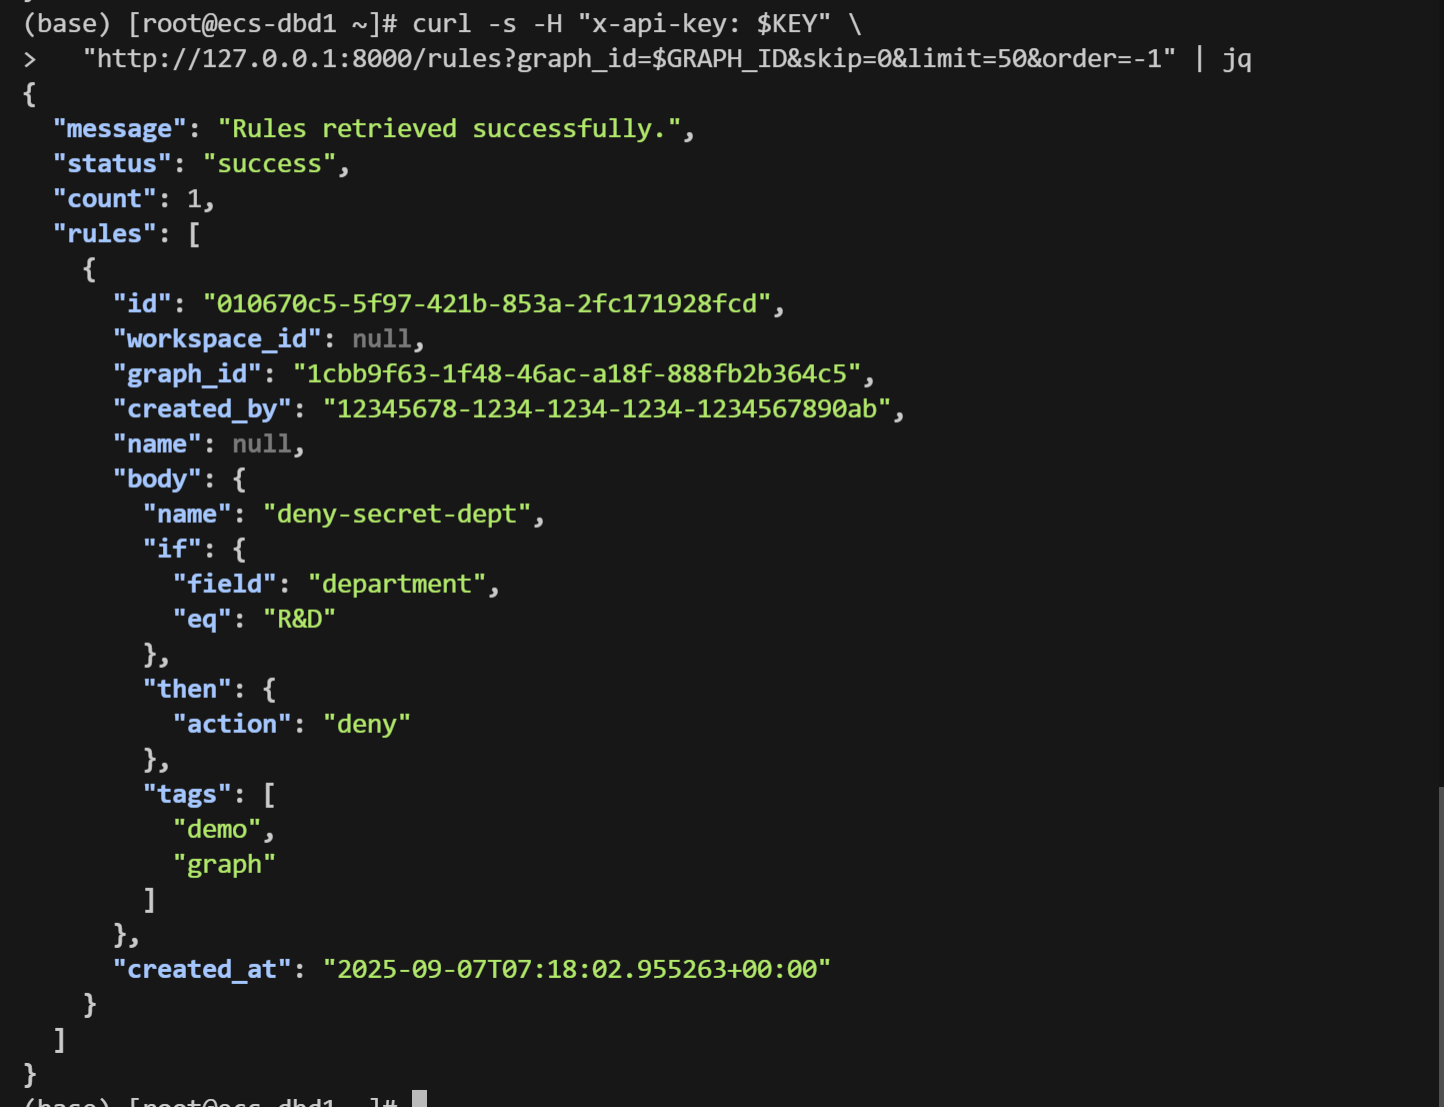 (base) [root@ecs-dbd1 ~]# curl -s -H "x-api-key: $KEY" \
>   "http://127.0.0.1:8000/rules?graph_id=$GRAPH_ID&skip=0&limit=50&order=-1" | jq
{
  "message": "Rules retrieved successfully.",
  "status": "success",
  "count": 1,
  "rules": [
    {
      "id": "010670c5-5f97-421b-853a-2fc171928fcd",
      "workspace_id": null,
      "graph_id": "1cbb9f63-1f48-46ac-a18f-888fb2b364c5",
      "created_by": "12345678-1234-1234-1234-1234567890ab",
      "name": null,
      "body": {
        "name": "deny-secret-dept",
        "if": {
          "field": "department",
          "eq": "R&D"
        },
        "then": {
          "action": "deny"
        },
        "tags": [
          "demo",
          "graph"
        ]
      },
      "created_at": "2025-09-07T07:18:02.955263+00:00"
    }
  ]
}
(base) [root@ecs-dbd1 ~]#